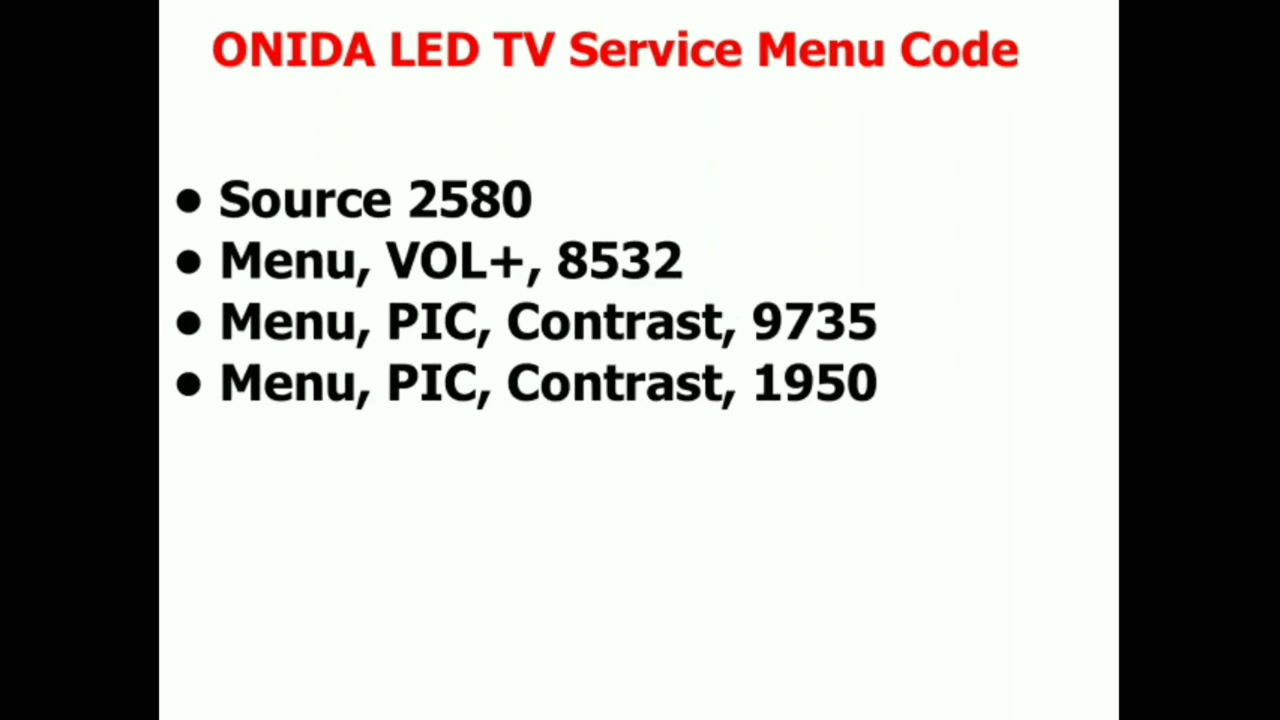 ONIDA LED TV Service Menu Code
• Source 2580
• Menu, VOL+, 8532
• Menu, PIC, Contrast, 9735
• Menu, PIC, Contrast, 1950